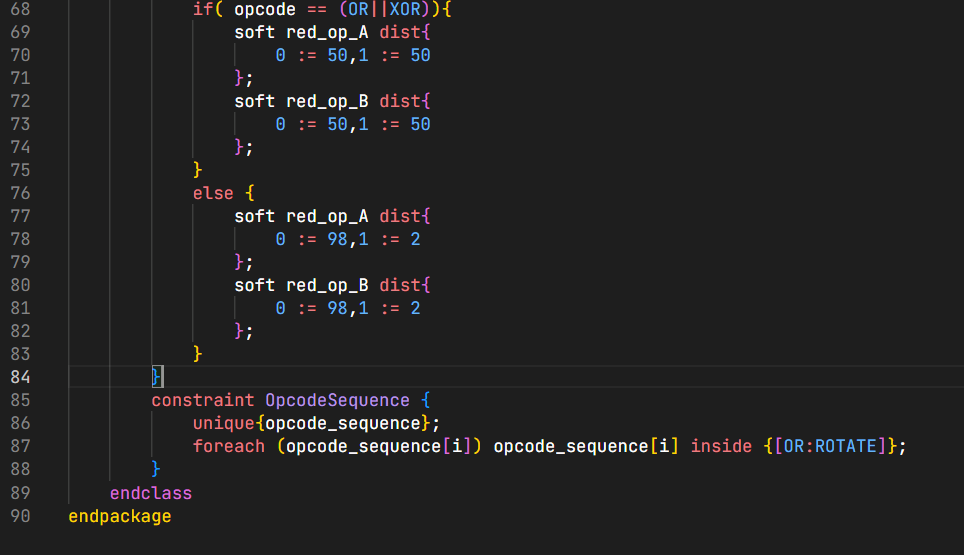 68 if( opcode == (OR||XOR)){
69 soft red_op_A dist{
70 0 := 50,1 := 50
71 };
72 soft red_op_B dist{
73 0 := 50,1 := 50
74 };
75 }
76 else {
77 soft red_op_A dist{
78 0 := 98,1 := 2
79 };
80 soft red_op_B dist{
81 0 := 98,1 := 2
82 };
83 }
84 }
85 constraint OpcodeSequence {
86 unique{opcode_sequence};
87 foreach (opcode_sequence[i]) opcode_sequence[i] inside {[OR:ROTATE]};
88 }
89 endclass
90 endpackage